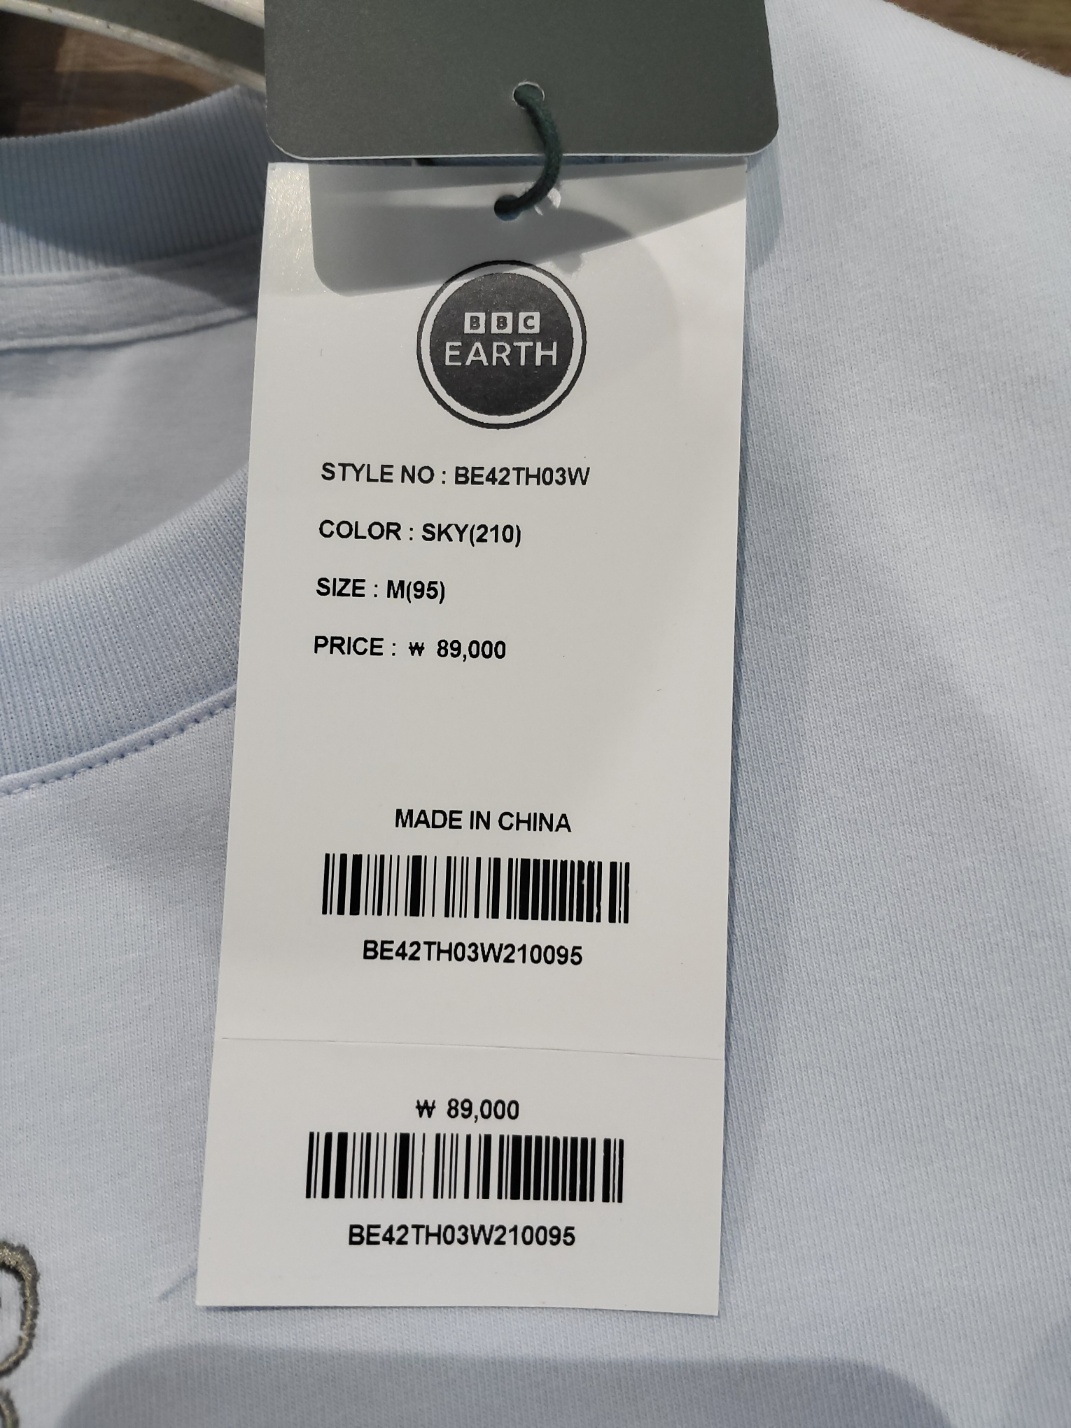 BBC
EARTH
STYLE NO : BE42TH03W
COLOR : SKY(210)
SIZE : M(95)
PRICE : ₩ 89,000
MADE IN CHINA
BE42TH03W210095
₩ 89,000
BE42TH03W210095